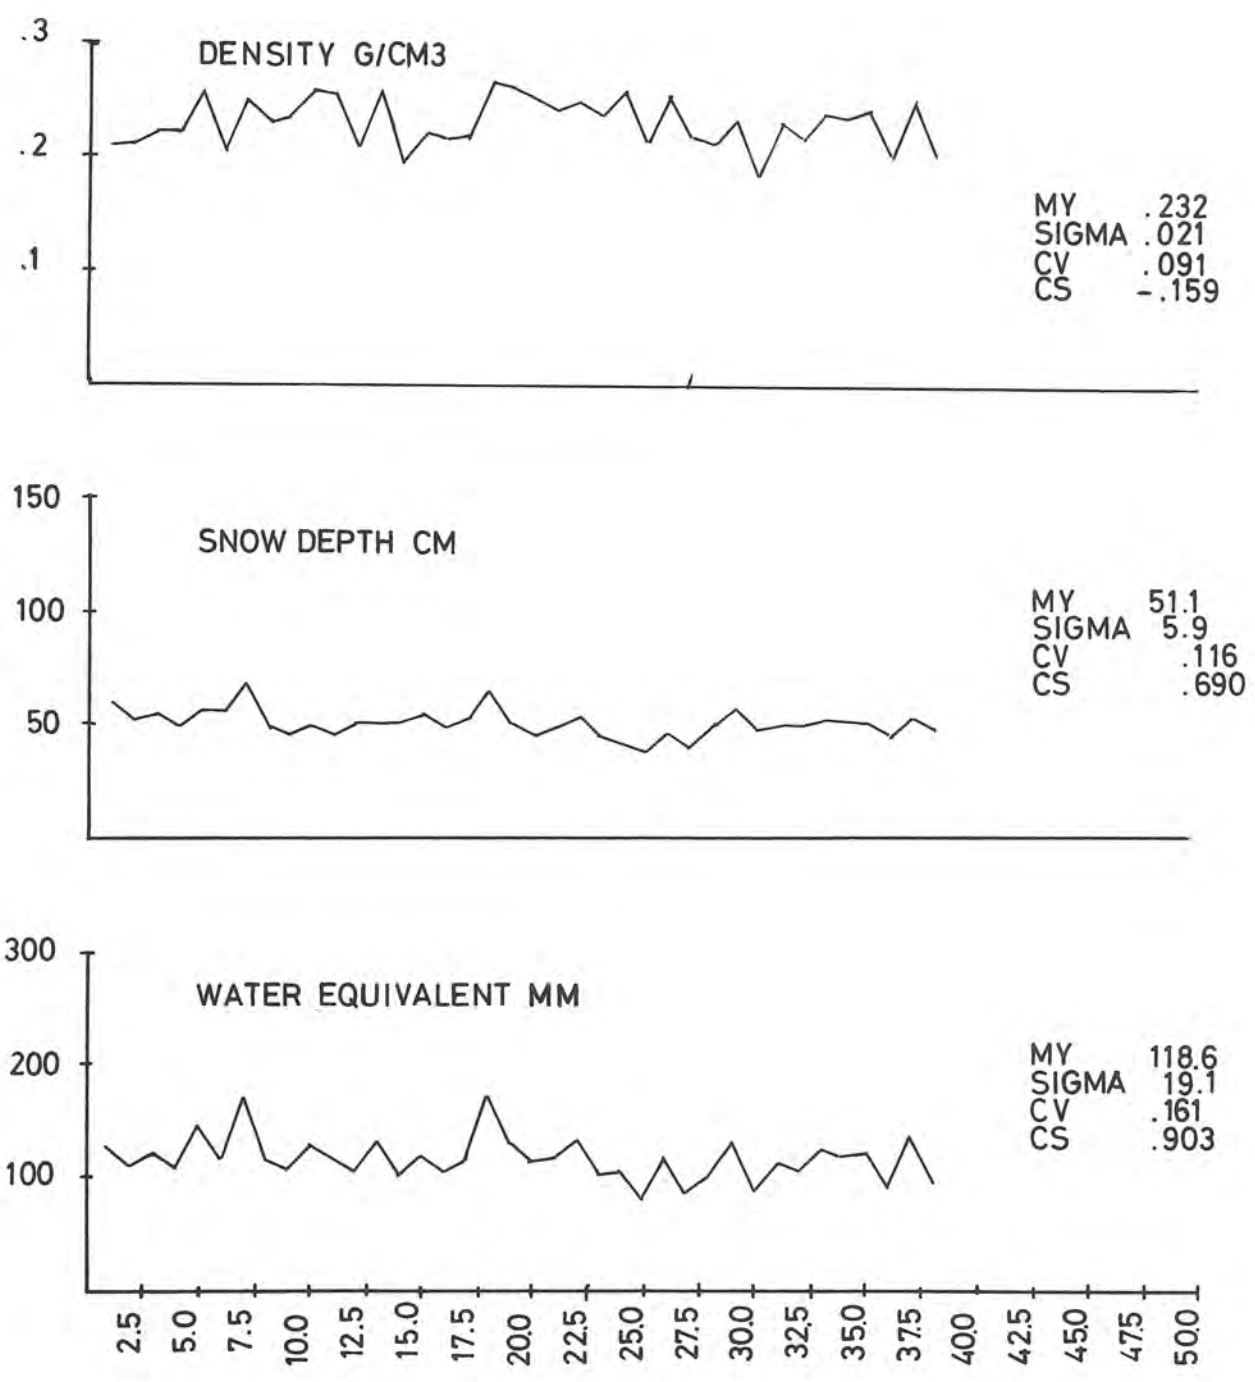 .3
DENSITY G/CM3
.2
.1
MY .232
SIGMA .021
CV .091
CS -.159
150
SNOW DEPTH CM
100
50
MY 51.1
SIGMA 5.9
CV .116
CS .690
300
WATER EQUIVALENT MM
200
100
MY 118.6
SIGMA 19.1
CV .161
CS .903
2.5 5.0 7.5 10.0 12.5 15.0 17.5 20.0 22.5 25.0 27.5 30.0 32.5 35.0 37.5 40.0 42.5 45.0 47.5 50.0